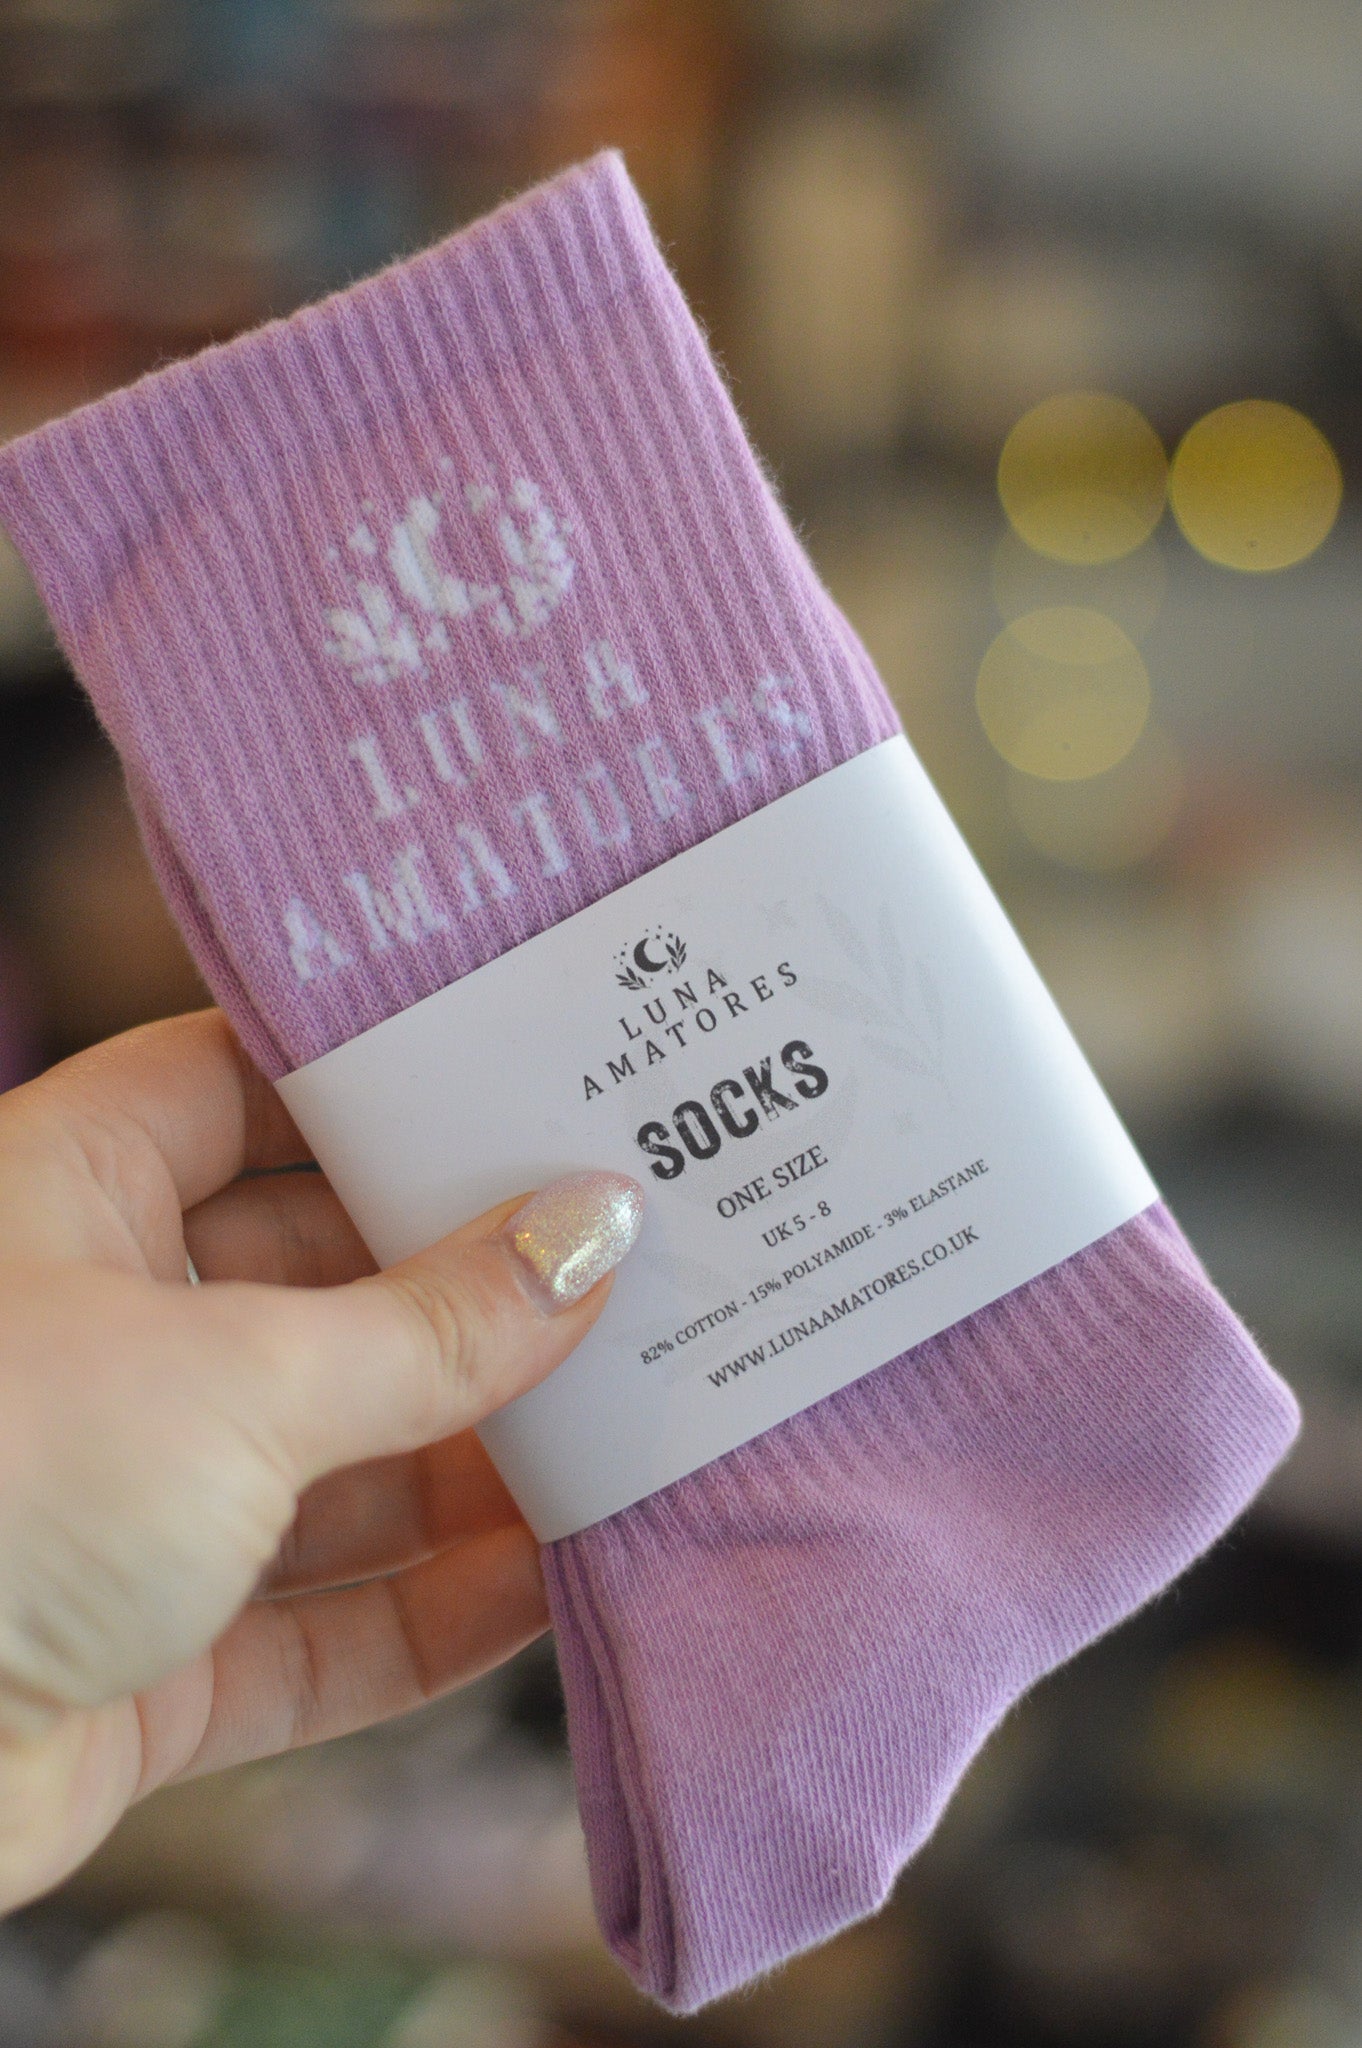 LUNA
AMATORES
LUNA
AMATORES
SOCKS
ONE SIZE
UK 5 - 8
82% COTTON - 15% POLYAMIDE - 3% ELASTANE
WWW.LUNAAMATORES.CO.UK